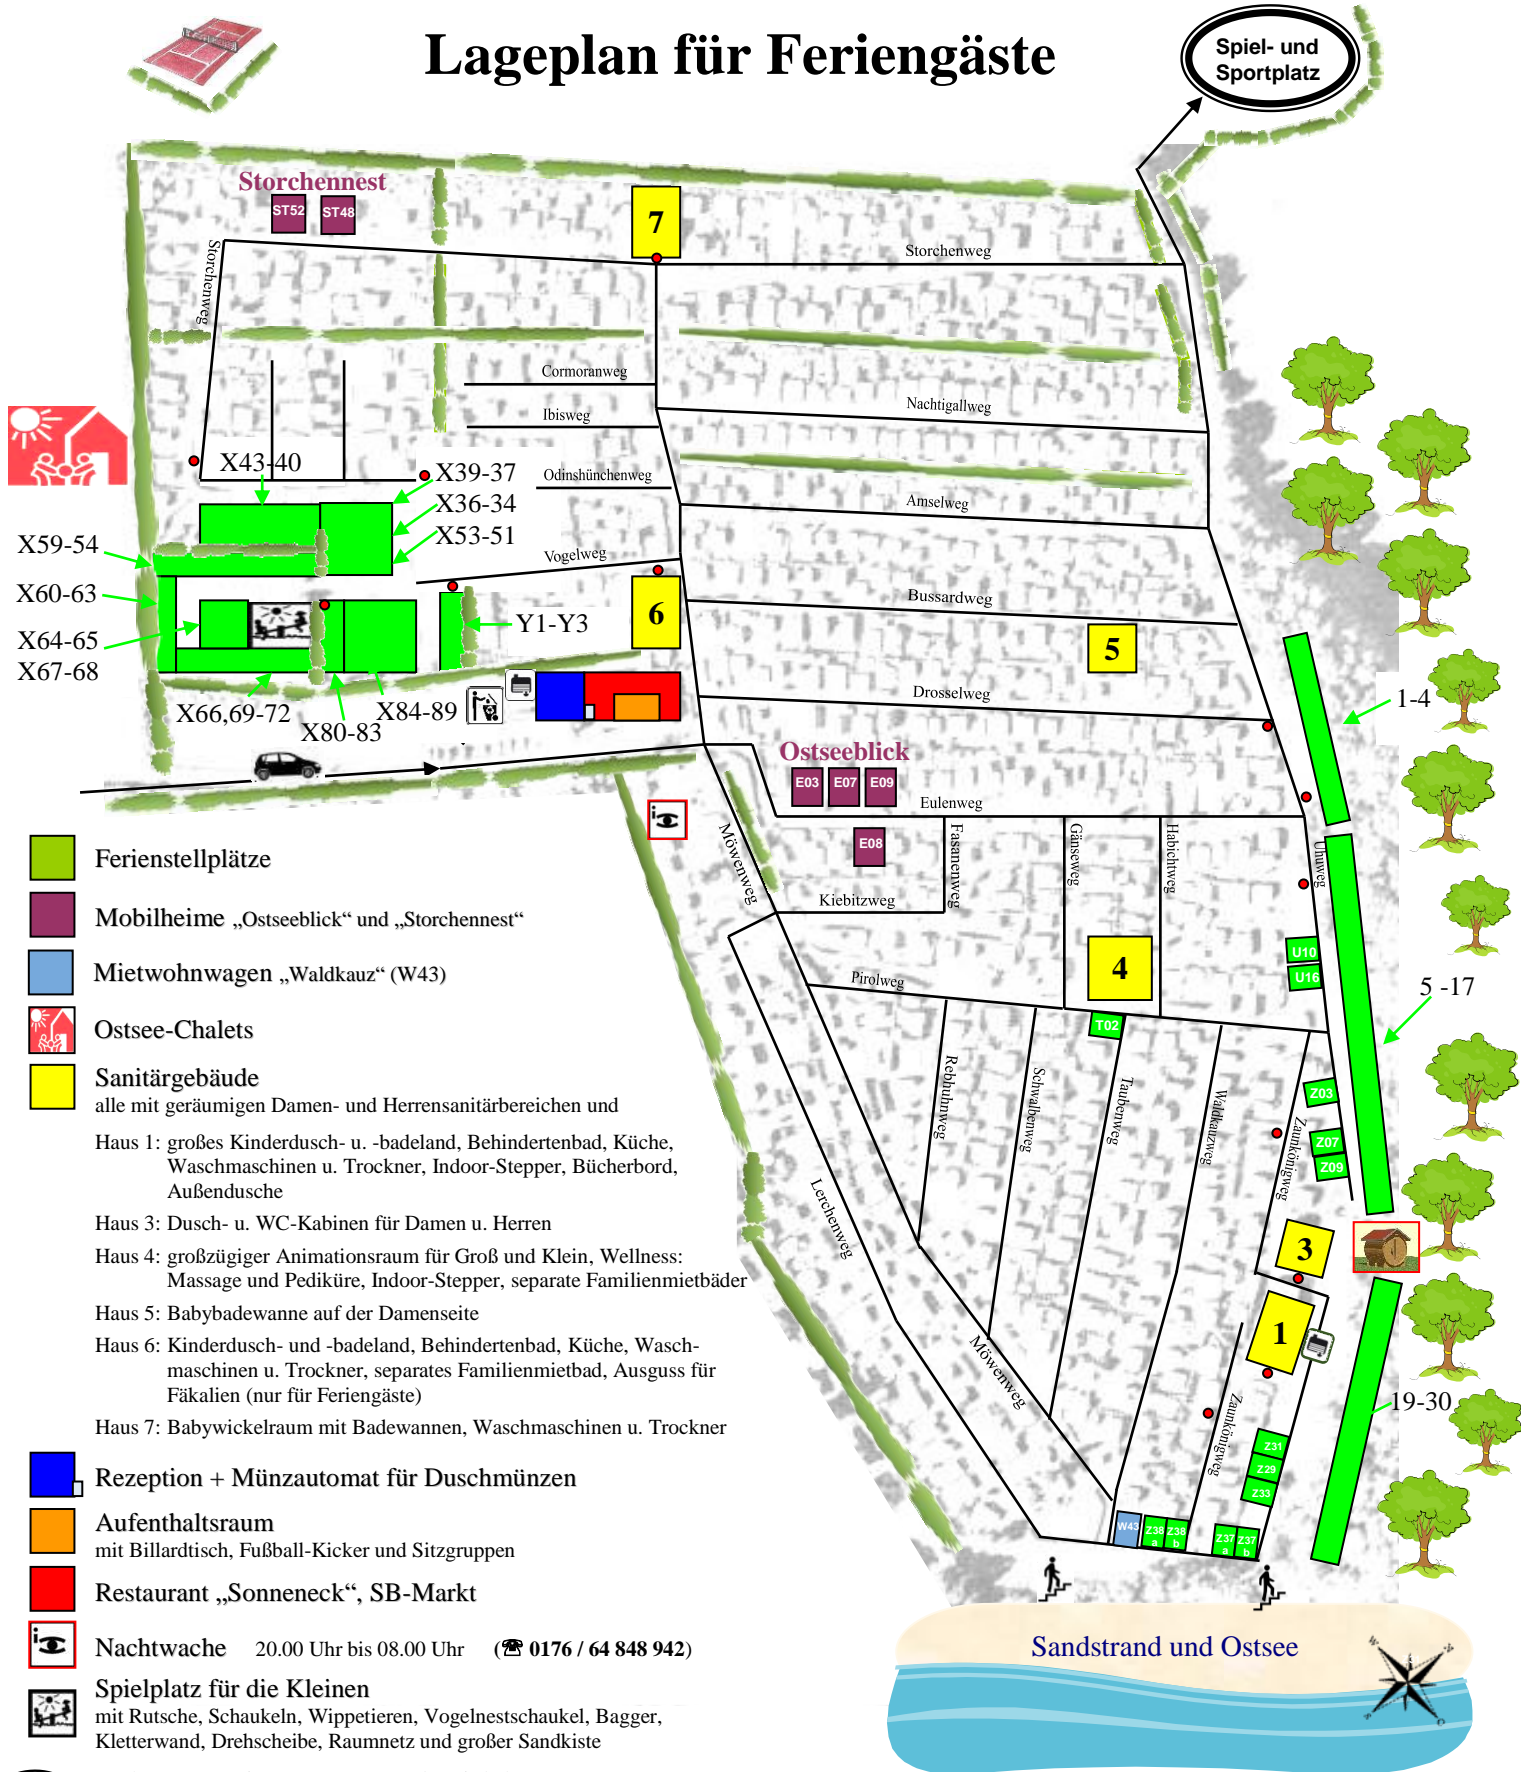 Lageplan für Feriengäste
Spiel- und
Sportplatz
Storchennest
ST52
ST48
7
Storchenweg
Storchenweg
Cormoranweg
Ibisweg
Nachtigallweg
Odinshünchenweg
Amselweg
X43-40
X39-37
X36-34
X53-51
X59-54
X60-63
X64-65
X67-68
X66,69-72
X80-83
X84-89
Vogelweg
Y1-Y3
6
Bussardweg
5
Drosselweg
1-4
Ostseeblick
E03
E07
E09
Eulenweg
E08
Möwenweg
Fasanenweg
Gänseweg
Habichtweg
Uhuweg
Kiebitzweg
4
U10
U16
5 -17
Pirolweg
T02
Rebhuhnweg
Schwalbenweg
Taubenweg
Waldkauzweg
Zaunkönigweg
Z03
Z07
Z09
Lerchenweg
3
1
Möwenweg
Zaunkönigweg
19-30
Z31
Z29
Z33
W43
Z38
a
Z38
b
Z37
a
Z37
b
Sandstrand und Ostsee
Ferienstellplätze
Mobilheime „Ostseeblick“ und „Storchennest“
Mietwohnwagen „Waldkauz“ (W43)
Ostsee-Chalets
Sanitärgebäude
alle mit geräumigen Damen- und Herrensanitärbereichen und
Haus 1: großes Kinderdusch- u. -badeland, Behindertenbad, Küche,
Waschmaschinen u. Trockner, Indoor-Stepper, Bücherbord,
Außendusche
Haus 3: Dusch- u. WC-Kabinen für Damen u. Herren
Haus 4: großzügiger Animationsraum für Groß und Klein, Wellness:
Massage und Pediküre, Indoor-Stepper, separate Familienmietbäder
Haus 5: Babybadewanne auf der Damenseite
Haus 6: Kinderdusch- und -badeland, Behindertenbad, Küche, Wasch-
maschinen u. Trockner, separates Familienmietbad, Ausguss für
Fäkalien (nur für Feriengäste)
Haus 7: Babywickelraum mit Badewannen, Waschmaschinen u. Trockner
Rezeption + Münzautomat für Duschmünzen
Aufenthaltsraum
mit Billardtisch, Fußball-Kicker und Sitzgruppen
Restaurant „Sonneneck“, SB-Markt
Nachtwache 20.00 Uhr bis 08.00 Uhr (☎ 0176 / 64 848 942)
Spielplatz für die Kleinen
mit Rutsche, Schaukeln, Wippetieren, Vogelnestschaukel, Bagger,
Kletterwand, Drehscheibe, Raumnetz und großer Sandkiste